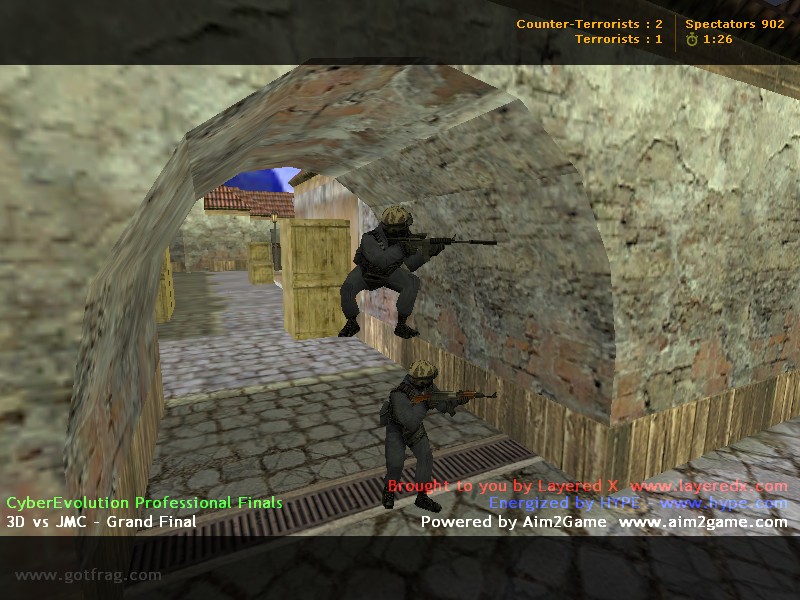 Counter-Terrorists : 2
Spectators 902
Terrorists : 1
1:26
Brought to you by Layered X www.layeredx.com
CyberEvolution Professional Finals
Energized by HYPE www.hype.com
3D vs JMC - Grand Final
Powered by Aim2Game www.aim2game.com
www.gotfrag.com